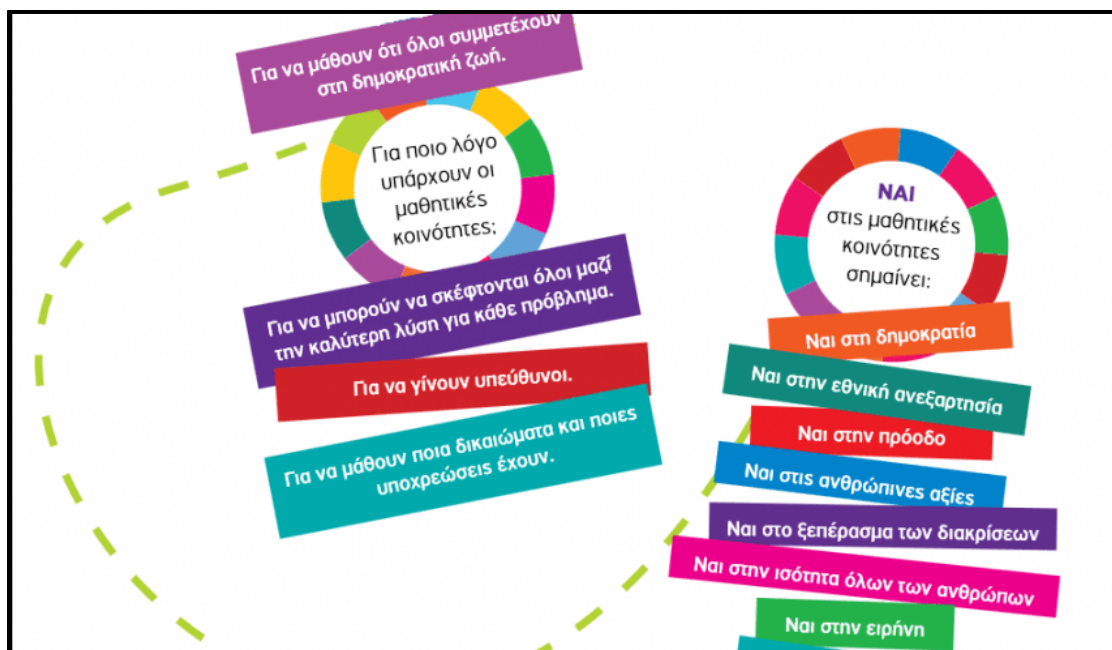 Για να μάθουν ότι όλοι συμμετέχουν
στη δημοκρατική ζωή.
Για ποιο λόγο
υπάρχουν οι
μαθητικές
κοινότητες;
Για να μπορούν να σκέφτονται όλοι μαζί
την καλύτερη λύση για κάθε πρόβλημα.
Για να γίνουν υπεύθυνοι.
Για να μάθουν ποια δικαιώματα και ποιες
υποχρεώσεις έχουν.
ΝΑΙ
στις μαθητικές
κοινότητες
σημαίνει:
Ναι στη δημοκρατία
Ναι στην εθνική ανεξαρτησία
Ναι στην πρόοδο
Ναι στις ανθρώπινες αξίες
Ναι στο ξεπέρασμα των διακρίσεων
Ναι στην ισότητα όλων των ανθρώπων
Ναι στην ειρήνη